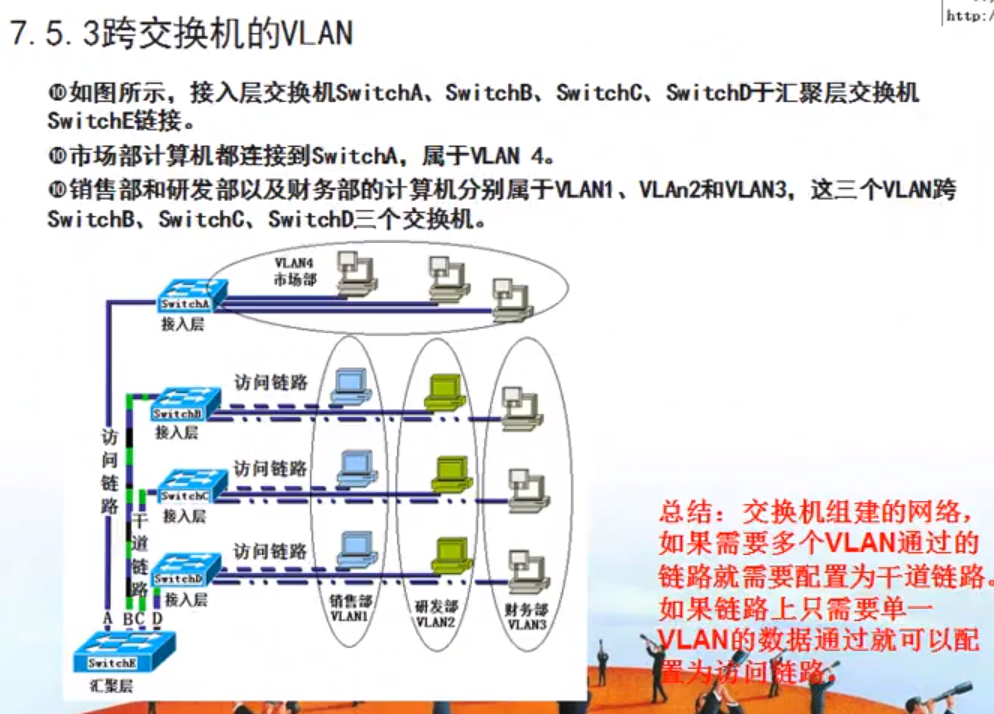 http:/
7.5.3跨交换机的VLAN
⑩如图所示，接入层交换机SwitchA、SwitchB、SwitchC、SwitchD于汇聚层交换机
SwitchE链接。
⑩市场部计算机都连接到SwitchA，属于VLAN 4。
⑩销售部和研发部以及财务部的计算机分别属于VLAN1、VLAn2和VLAN3，这三个VLAN跨
SwitchB、SwitchC、SwitchD三个交换机。
VLAN4
市场部
SwitchA
接入层
访问链路
SwitchB
接入层
访问链路
访问链路
SwitchC
接入层
干道链路
访问链路
SwitchD
接入层
销售部
VLAN1
研发部
VLAN2
财务部
VLAN3
A B C D
SwitchE
汇聚层
总结：交换机组建的网络，
如果需要多个VLAN通过的
链路就需要配置为干道链路。
如果链路上只需要单一
VLAN的数据通过就可以配
置为访问链路。